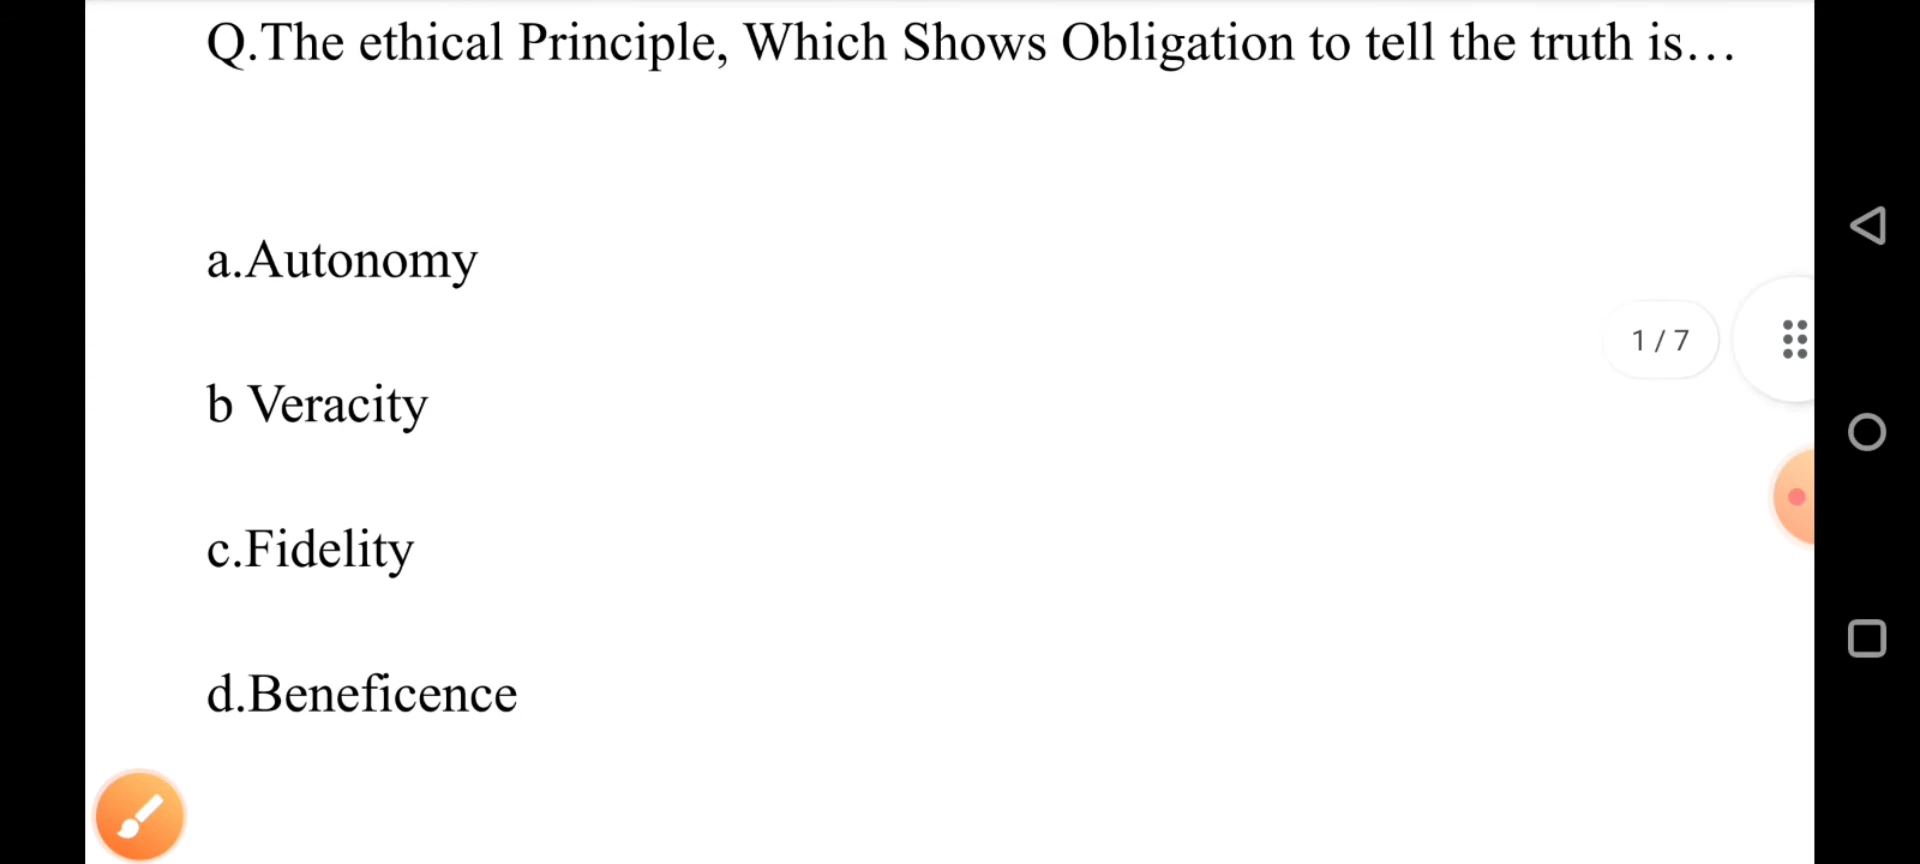 Q.The ethical Principle, Which Shows Obligation to tell the truth is...
a.Autonomy
1 / 7
b Veracity
c.Fidelity
d.Beneficence